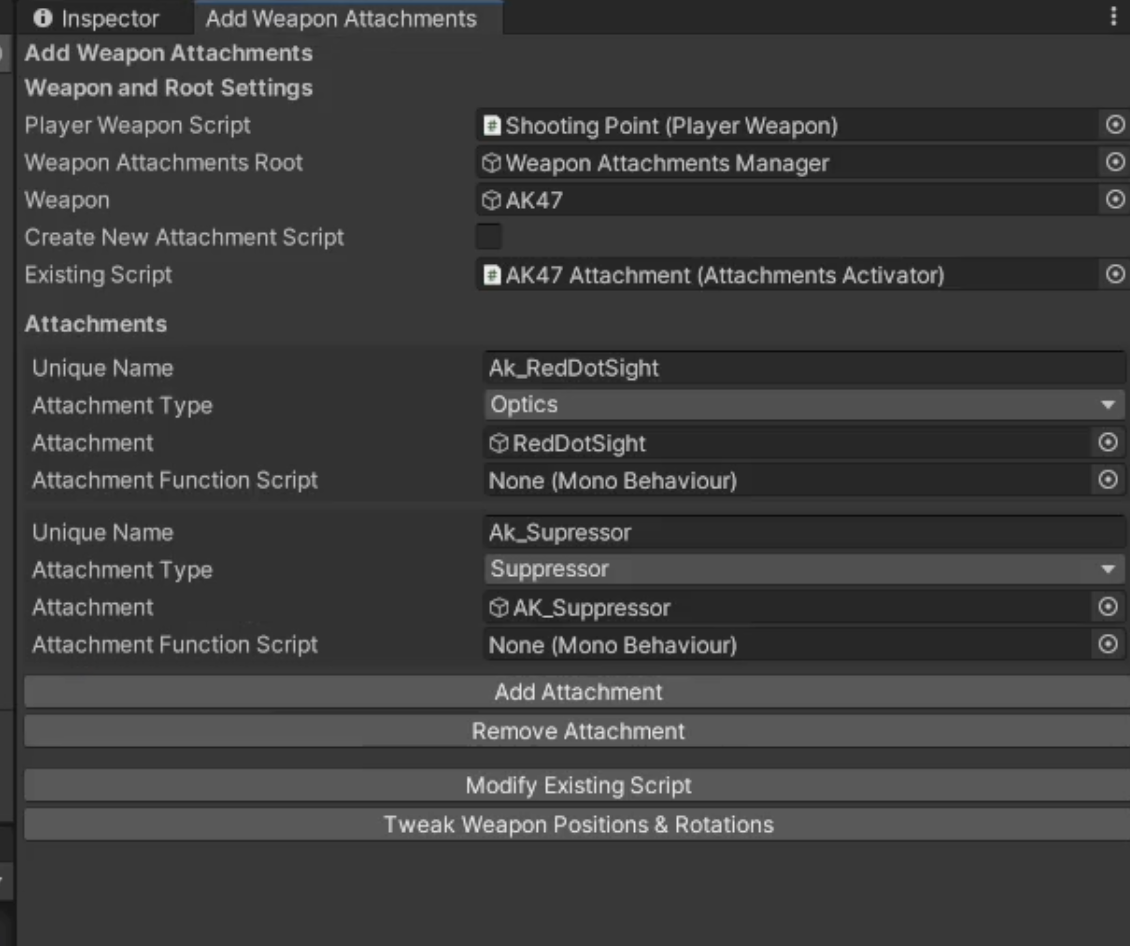 Inspector Add Weapon Attachments
Add Weapon Attachments
Weapon and Root Settings
Player Weapon Script Shooting Point (Player Weapon)
Weapon Attachments Root Weapon Attachments Manager
Weapon AK47
Create New Attachment Script
Existing Script AK47 Attachment (Attachments Activator)
Attachments
Unique Name Ak_RedDotSight
Attachment Type Optics
Attachment RedDotSight
Attachment Function Script None (Mono Behaviour)
Unique Name Ak_Supressor
Attachment Type Suppressor
Attachment AK_Suppressor
Attachment Function Script None (Mono Behaviour)
Add Attachment
Remove Attachment
Modify Existing Script
Tweak Weapon Positions & Rotations